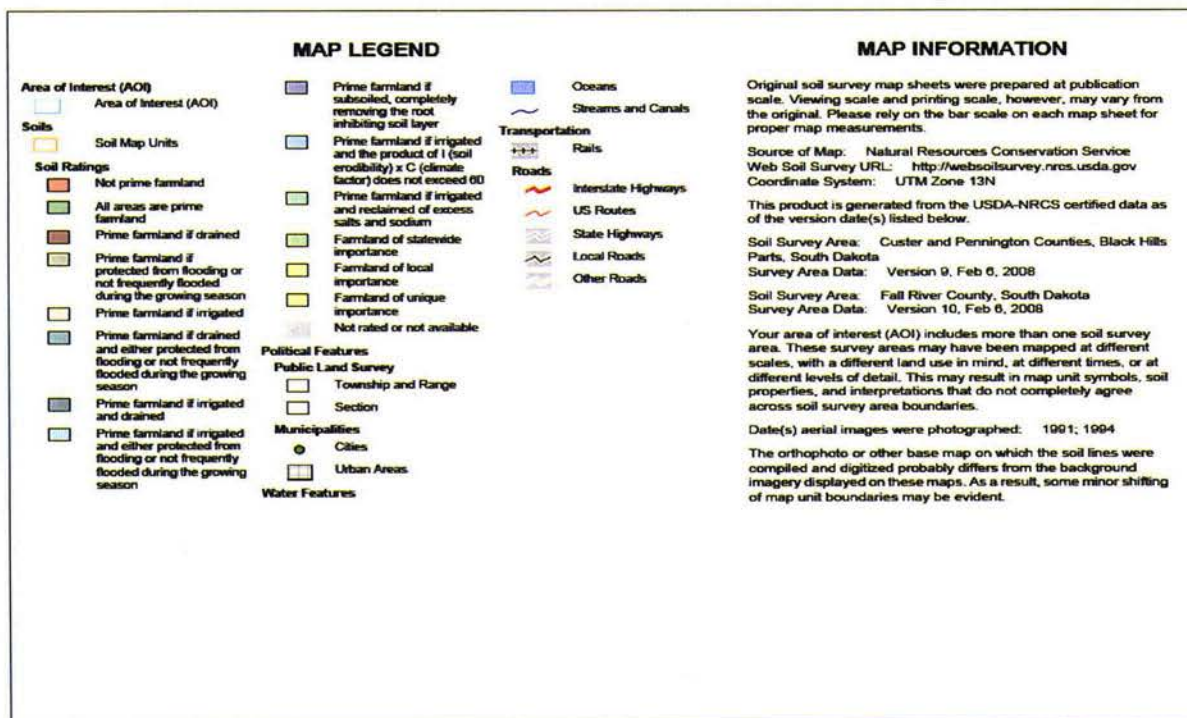 MAP LEGEND
Area of Interest (AOI)
Area of Interest (AOI)
Soils
Soil Map Units
Soil Ratings
Not prime farmland
All areas are prime
farmland
Prime farmland if drained
Prime farmland if
protected from flooding or
not frequently flooded
during the growing season
Prime farmland if irrigated
Prime farmland if drained
and either protected from
flooding or not frequently
flooded during the growing
season
Prime farmland if irrigated
and drained
Prime farmland if irrigated
and either protected from
flooding or not frequently
flooded during the growing
season
Prime farmland if
subsoiled, completely
removing the root
inhibiting soil layer
Prime farmland if irrigated
and the product of I (soil
erodibility) x C (climate
factor) does not exceed 60
Prime farmland if irrigated
and reclaimed of excess
salts and sodium
Farmland of statewide
importance
Farmland of local
importance
Farmland of unique
importance
Not rated or not available
Political Features
Public Land Survey
Township and Range
Section
Municipalities
Cities
Urban Areas
Water Features
Oceans
Streams and Canals
Transportation
Rails
Roads
Interstate Highways
US Routes
State Highways
Local Roads
Other Roads
MAP INFORMATION
Original soil survey map sheets were prepared at publication
scale. Viewing scale and printing scale, however, may vary from
the original. Please rely on the bar scale on each map sheet for
proper map measurements.
Source of Map: Natural Resources Conservation Service
Web Soil Survey URL: http://websoilsurvey.nrcs.usda.gov
Coordinate System: UTM Zone 13N
This product is generated from the USDA-NRCS certified data as
of the version date(s) listed below.
Soil Survey Area: Custer and Pennington Counties, Black Hills
Parts, South Dakota
Survey Area Data: Version 9, Feb 6, 2008
Soil Survey Area: Fall River County, South Dakota
Survey Area Data: Version 10, Feb 6, 2008
Your area of interest (AOI) includes more than one soil survey
area. These survey areas may have been mapped at different
scales, with a different land use in mind, at different times, or at
different levels of detail. This may result in map unit symbols, soil
properties, and interpretations that do not completely agree
across soil survey area boundaries.
Date(s) aerial images were photographed: 1991; 1994
The orthophoto or other base map on which the soil lines were
compiled and digitized probably differs from the background
imagery displayed on these maps. As a result, some minor shifting
of map unit boundaries may be evident.